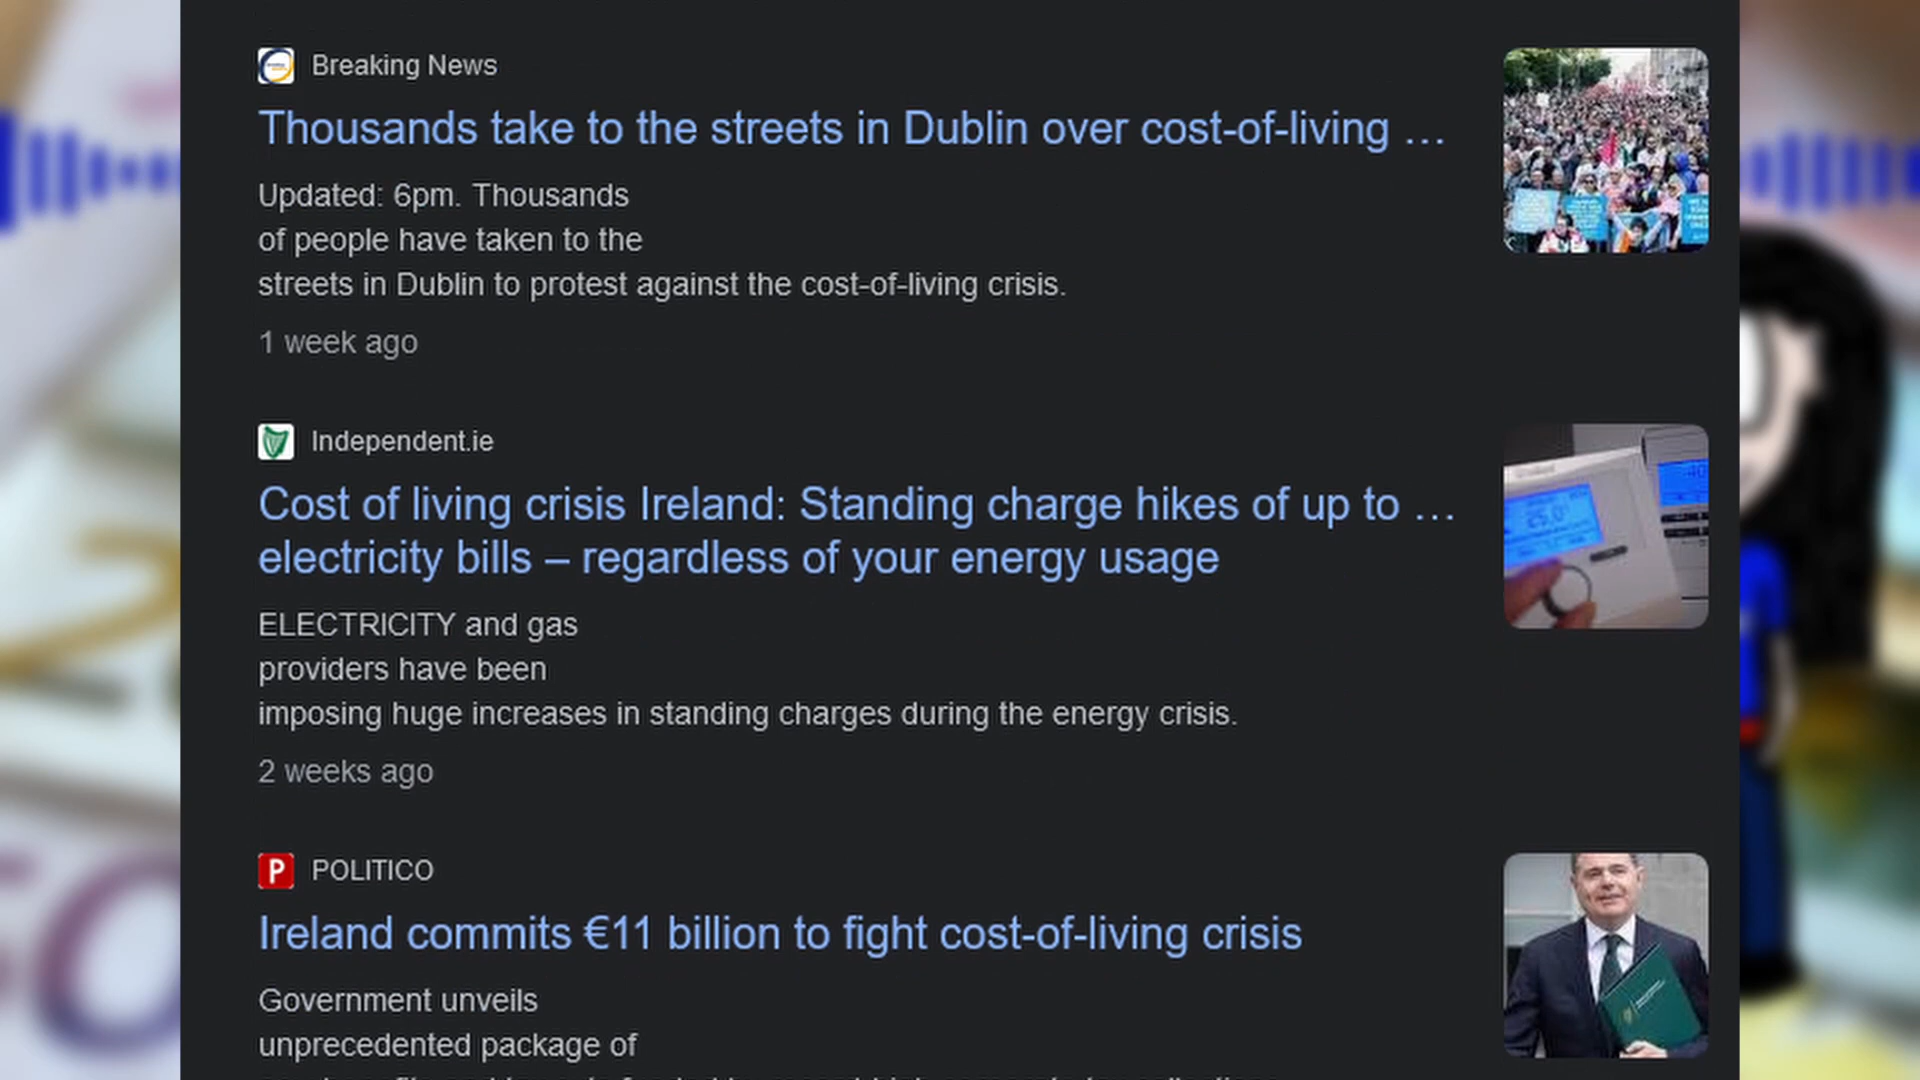 Breaking News
Thousands take to the streets in Dublin over cost-of-living ...
Updated: 6pm. Thousands
of people have taken to the
streets in Dublin to protest against the cost-of-living crisis.
1 week ago
Independent.ie
Cost of living crisis Ireland: Standing charge hikes of up to ...
electricity bills – regardless of your energy usage
ELECTRICITY and gas
providers have been
imposing huge increases in standing charges during the energy crisis.
2 weeks ago
P POLITICO
Ireland commits €11 billion to fight cost-of-living crisis
Government unveils
unprecedented package of